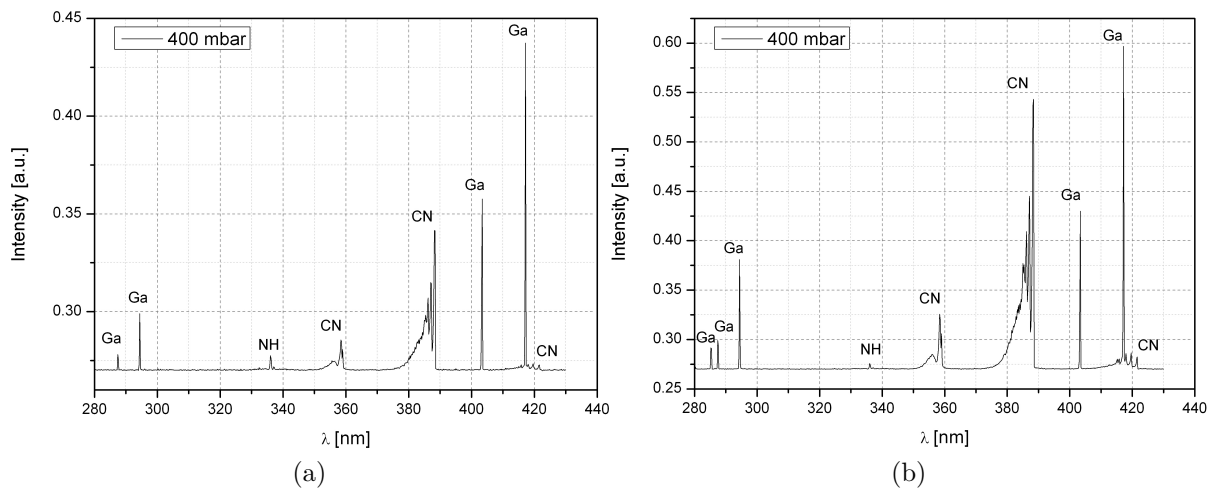 400 mbar
Ga
Ga
NH
CN
CN
Ga
Ga
CN
0.45
0.40
0.35
0.30
280 300 320 340 360 380 400 420 440
Intensity [a.u.]
λ [nm]
(a)
400 mbar
Ga
Ga
Ga
NH
CN
CN
Ga
Ga
CN
0.60
0.55
0.50
0.45
0.40
0.35
0.30
0.25
280 300 320 340 360 380 400 420 440
Intensity [a.u.]
λ [nm]
(b)